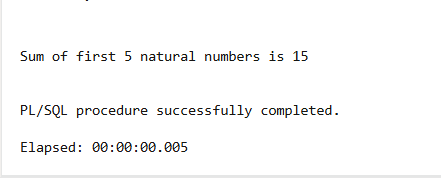 Sum of first 5 natural numbers is 15
PL/SQL procedure successfully completed.
Elapsed: 00:00:00.005